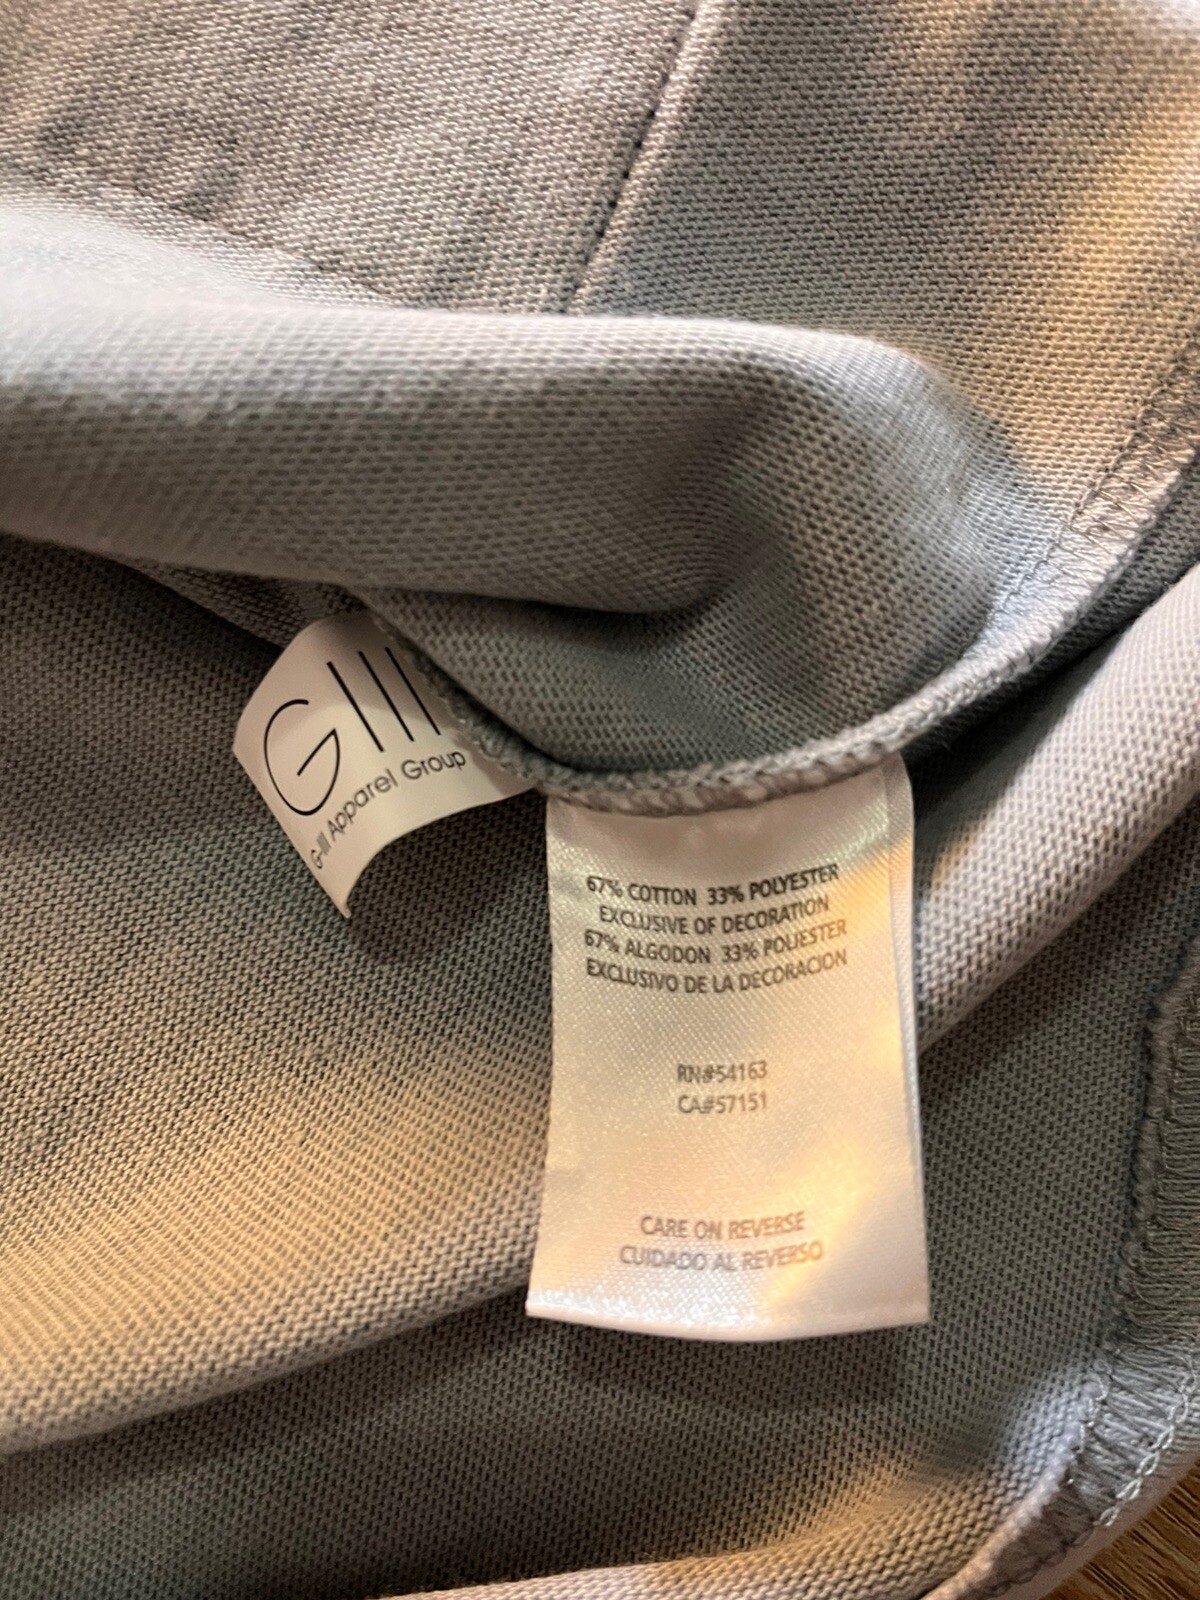 GIII
G-III Apparel Group
67% COTTON 33% POLYESTER
EXCLUSIVE OF DECORATION
67% ALGODON 33% POLIESTER
EXCLUSIVO DE LA DECORACION
RN#54163
CA#57151
CARE ON REVERSE
CUIDADO AL REVERSO